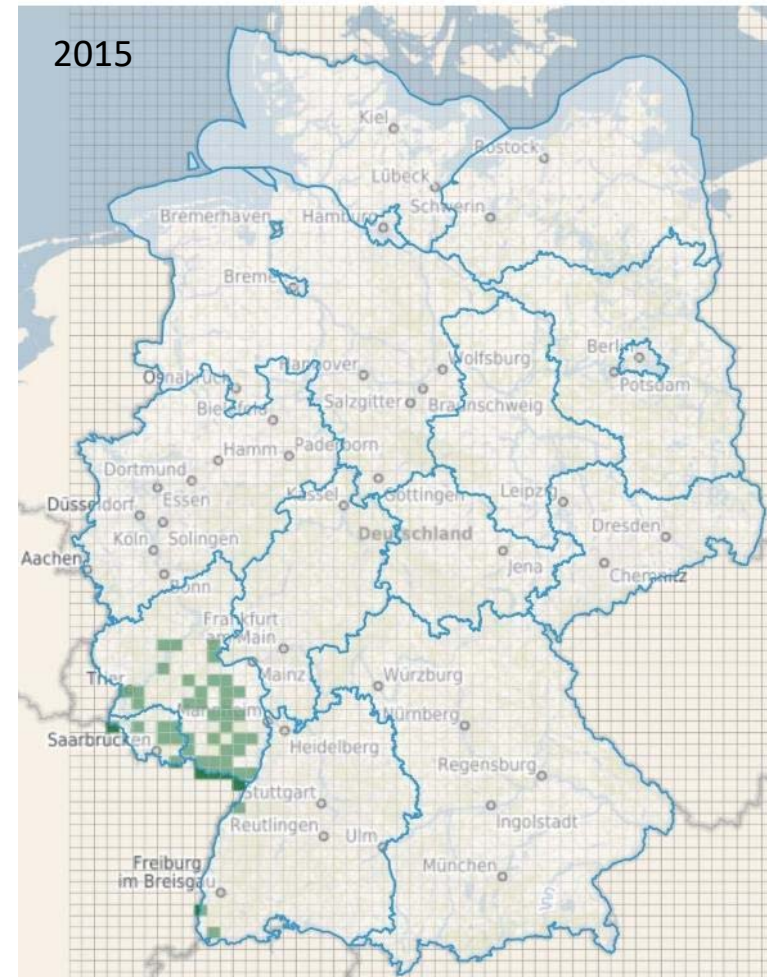 2015
Kiel
Rostock
Lübeck
Schwerin
Bremerhaven
Hamburg
Breme
Berlin
Wolfsburg
Hannover
Potsdam
Osnabrück
Salzgitter
Braunschweig
Bielefeld
Hamm
Paderborn
Dortmund
Essen
Kassel
Göttingen
Leipzig
Düsseldorf
Deutschland
Dresden
Köln
Solingen
Aachen
Jena
Chemnitz
Bonn
Frankfurt
am Main
Mainz
Würzburg
Trier
Mannheim
Nürnberg
Saarbrücken
Heidelberg
Regensburg
Stuttgart
Ingolstadt
Reutlingen
Ulm
Freiburg
im Breisgau
München